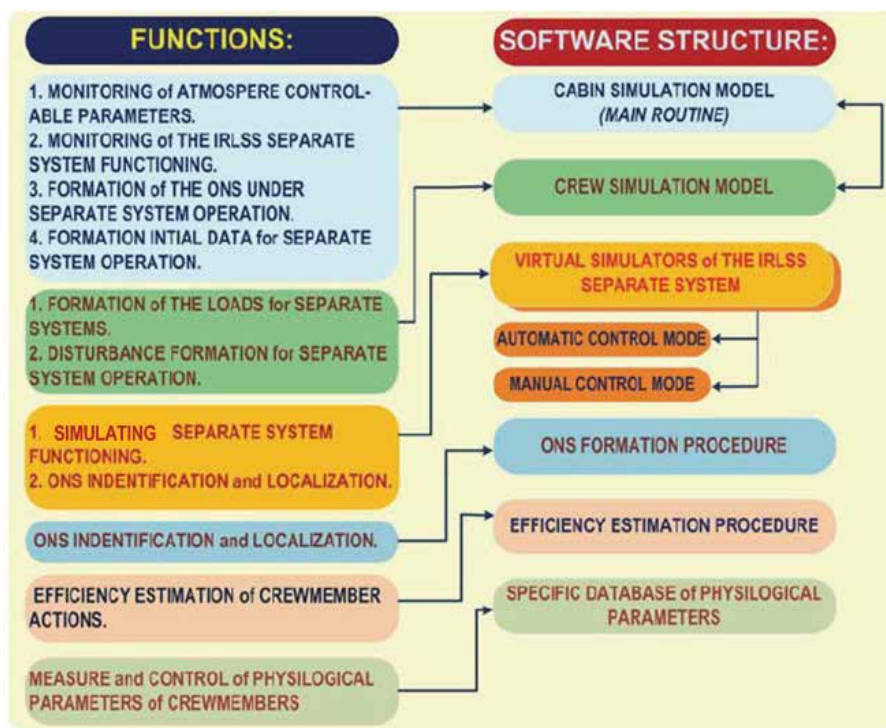 FUNCTIONS:
1. MONITORING of ATMOSPERE CONTROL-
ABLE PARAMETERS.
2. MONITORING of THE IRLSS SEPARATE
SYSTEM FUNCTIONING.
3. FORMATION of THE ONS UNDER
SEPARATE SYSTEM OPERATION.
4. FORMATION INTIAL DATA for SEPARATE
SYSTEM OPERATION.
1. FORMATION of THE LOADS for SEPARATE
SYSTEMS.
2. DISTURBANCE FORMATION for SEPARATE
SYSTEM OPERATION.
1. SIMULATING SEPARATE SYSTEM
FUNCTIONING.
2. ONS INDENTIFICATION and LOCALIZATION.
ONS INDENTIFICATION and LOCALIZATION.
EFFICIENCY ESTIMATION of CREWMEMBER
ACTIONS.
MEASURE and CONTROL of PHYSILOGICAL
PARAMETERS of CREWMEMBERS
SOFTWARE STRUCTURE:
CABIN SIMULATION MODEL
(MAIN ROUTINE)
CREW SIMULATION MODEL
VIRTUAL SIMULATORS of THE IRLSS
SEPARATE SYSTEM
AUTOMATIC CONTROL MODE
MANUAL CONTROL MODE
ONS FORMATION PROCEDURE
EFFICIENCY ESTIMATION PROCEDURE
SPECIFIC DATABASE of PHYSILOGICAL
PARAMETERS